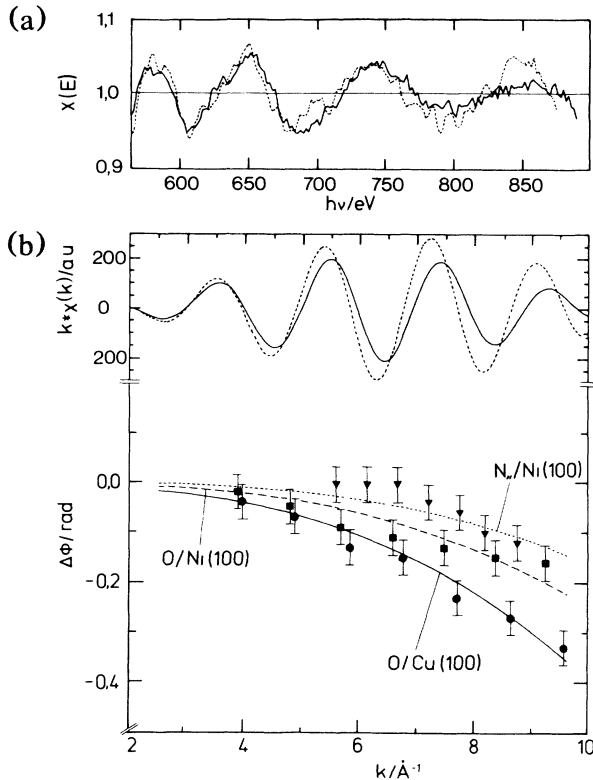 (a)
1,1
1,0
0,9
χ(E)
600
650
700
750
800
850
hν/eV
(b)
200
0
200
k*χ(k)/au
0,0
-0,2
-0,4
ΔΦ/rad
N𝓌/Ni(100)
O/Ni(100)
O/Cu(100)
2
4
6
8
10
k/Å⁻¹